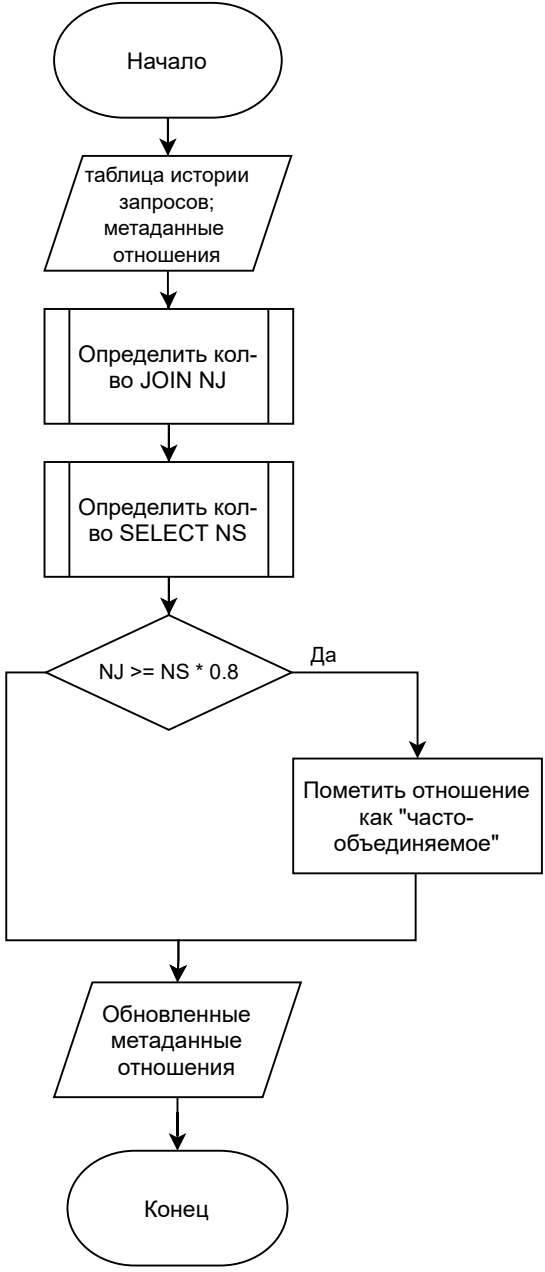 Начало
таблица истории
запросов;
метаданные
отношения
Определить кол-
во JOIN NJ
Определить кол-
во SELECT NS
NJ >= NS * 0.8
Да
Пометить отношение
как "часто-
объединяемое"
Обновленные
метаданные
отношения
Конец